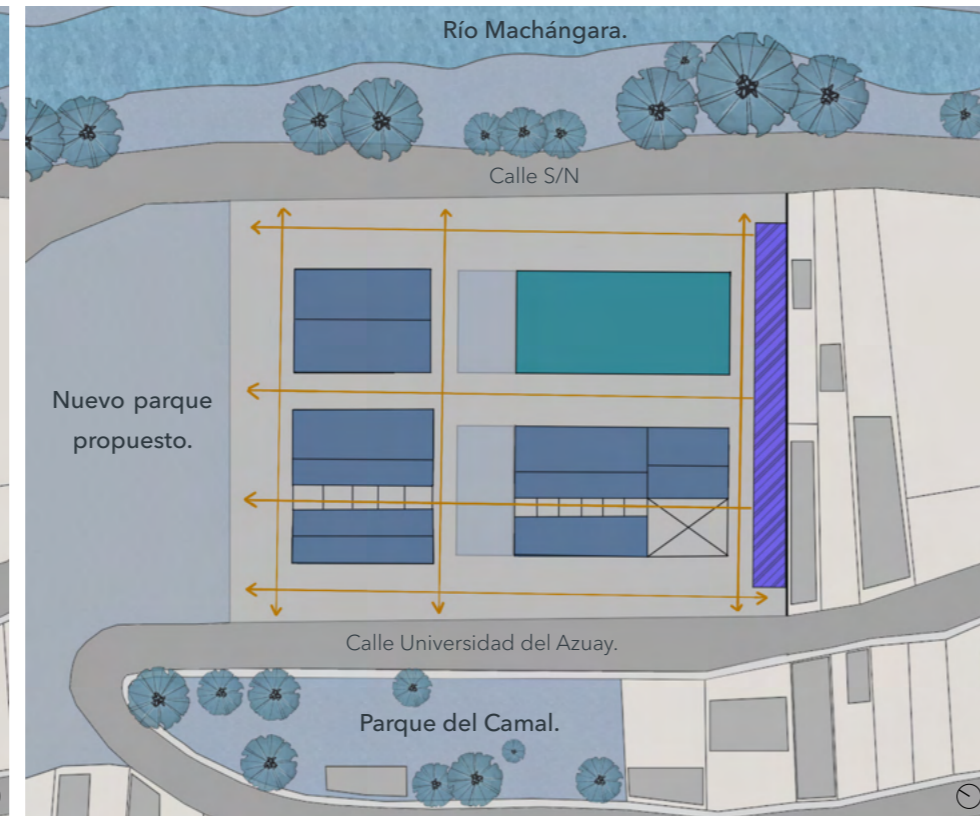 Río Machángara.
Calle S/N
Nuevo parque
propuesto.
Calle Universidad del Azuay.
Parque del Camal.